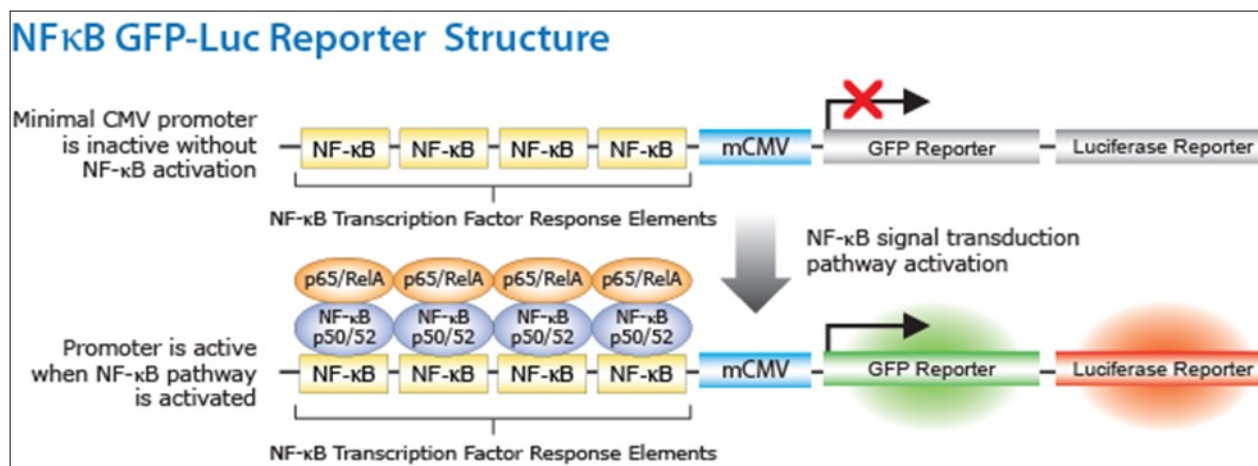 NFκB GFP-Luc Reporter Structure
Minimal CMV promoter
is inactive without
NF-κB activation
NF-κB NF-κB NF-κB NF-κB mCMV GFP Reporter Luciferase Reporter
NF-κB Transcription Factor Response Elements
NF-κB signal transduction
pathway activation
p65/RelA p65/RelA p65/RelA p65/RelA
NF-κB NF-κB NF-κB NF-κB
p50/52 p50/52 p50/52 p50/52
Promoter is active
when NF-κB pathway
is activated
NF-κB NF-κB NF-κB NF-κB mCMV GFP Reporter Luciferase Reporter
NF-κB Transcription Factor Response Elements